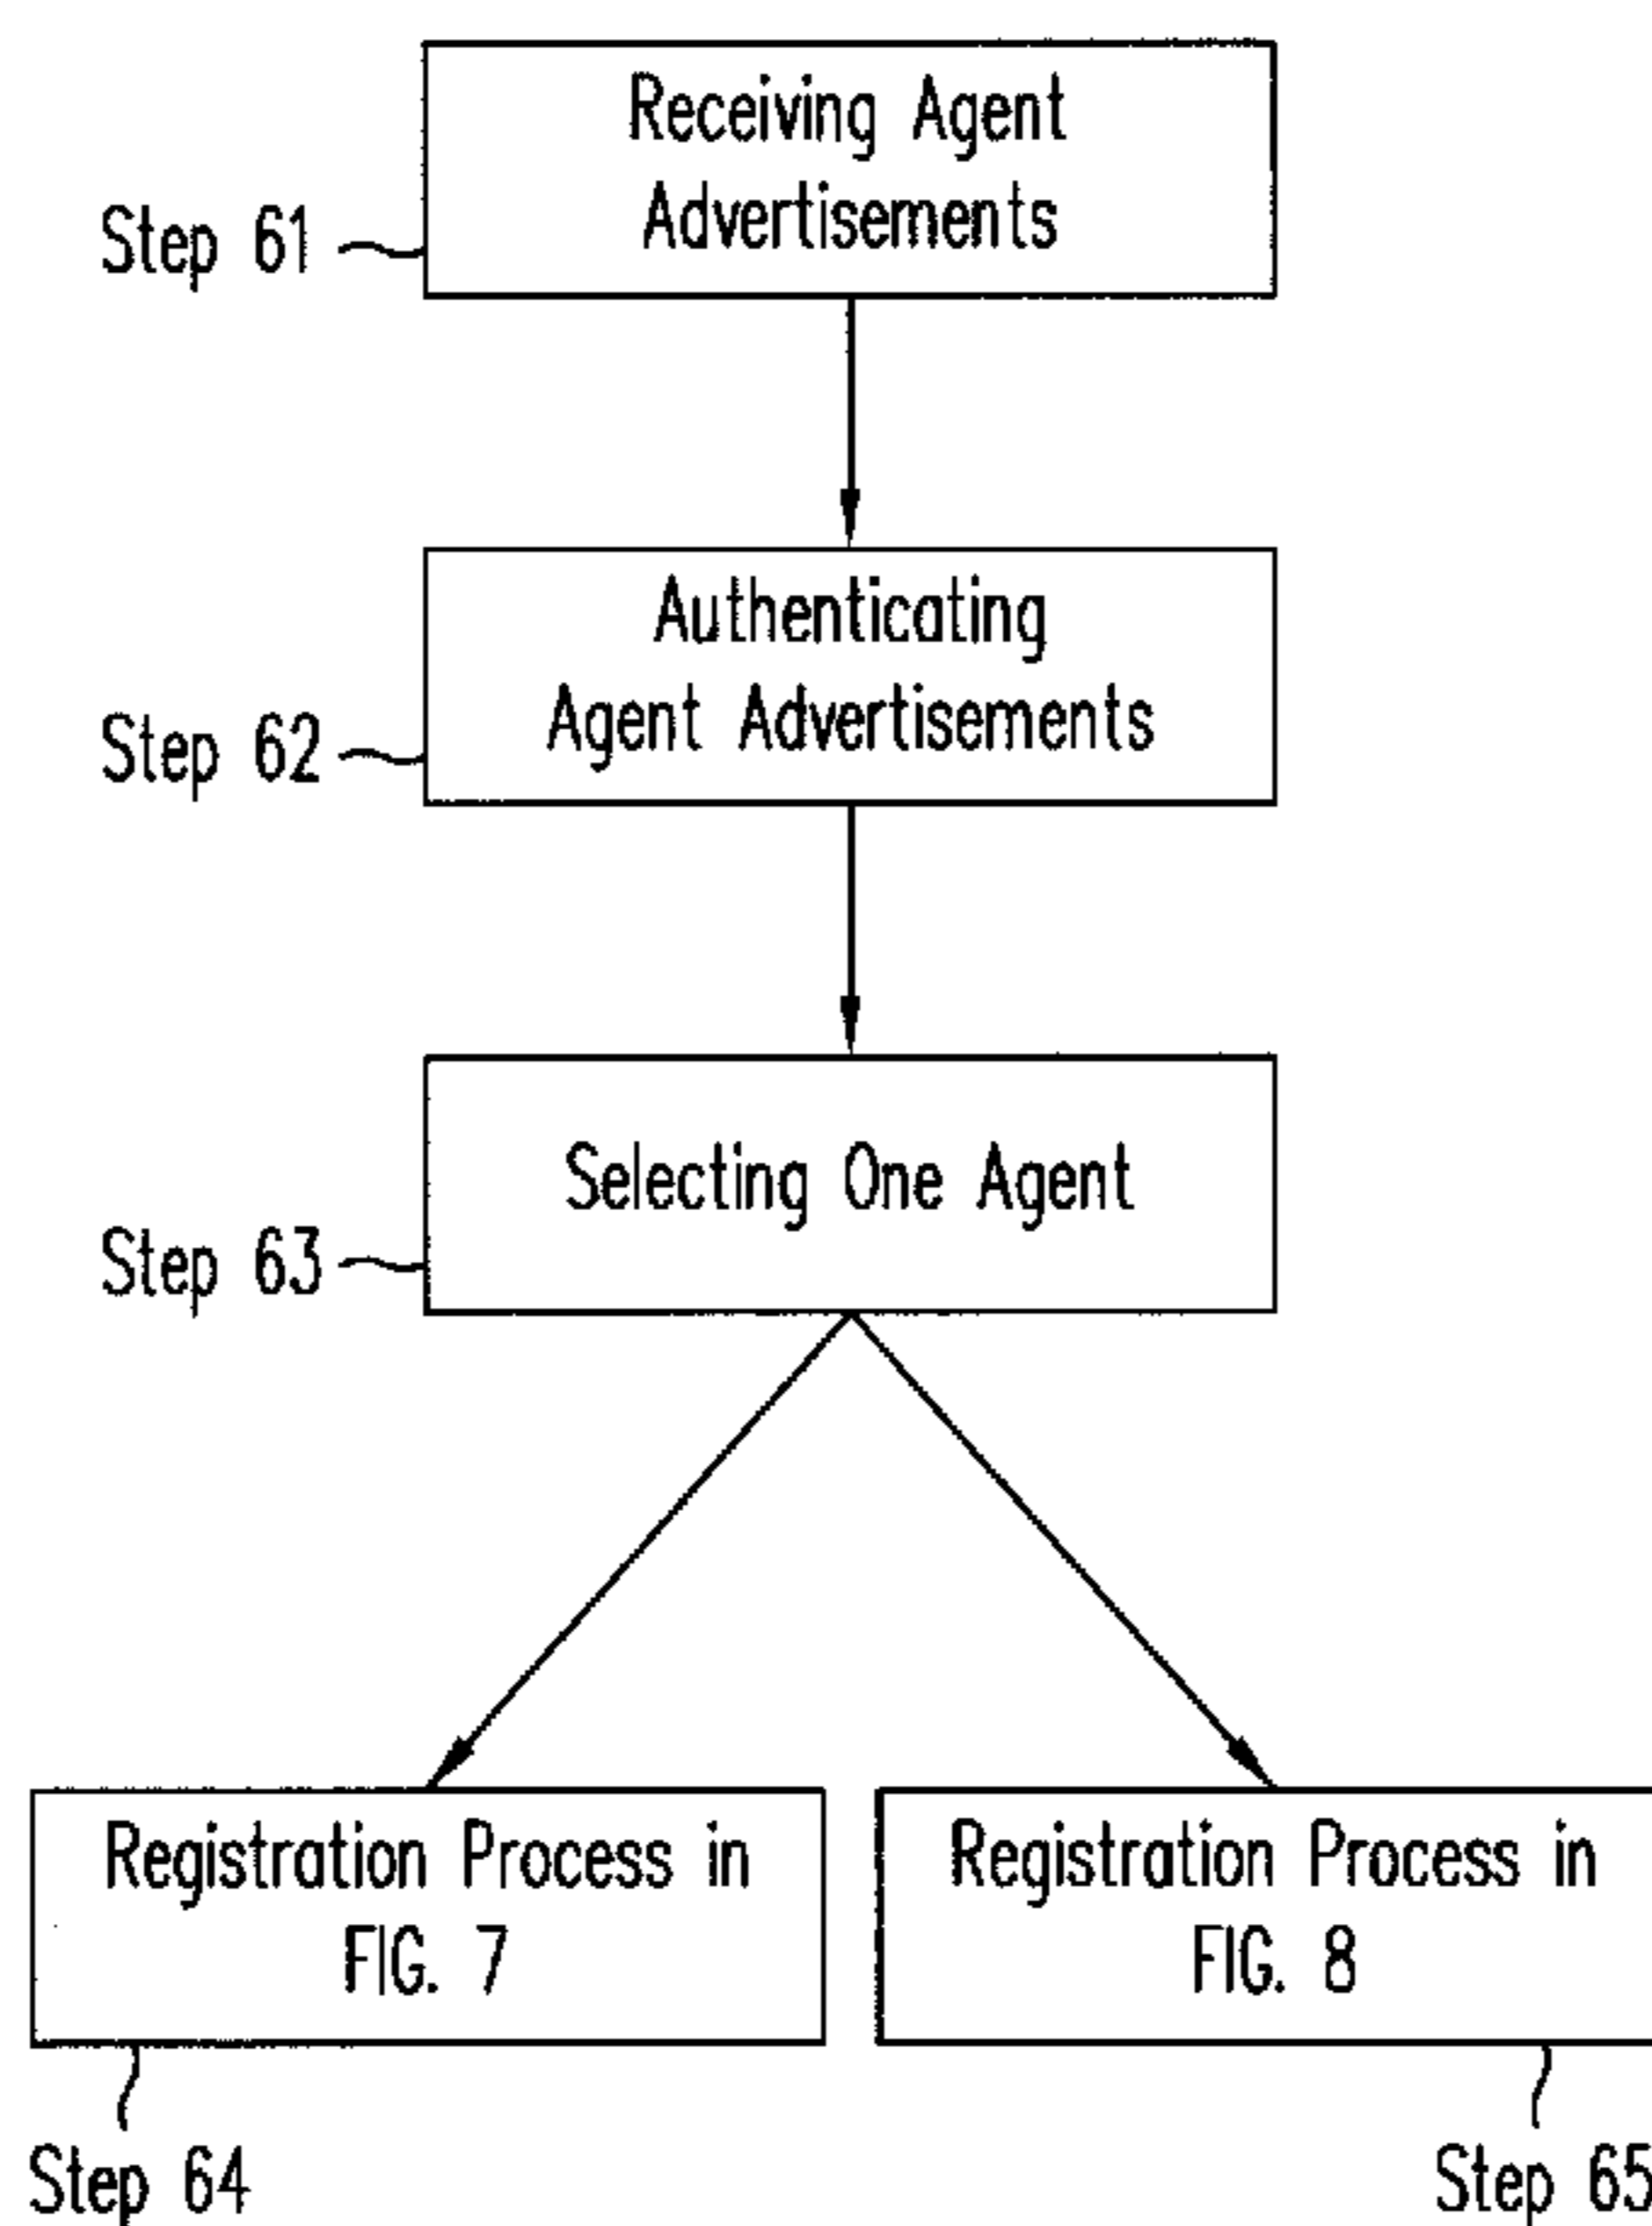 Receiving Agent
Advertisements
Step 61
Authenticating
Agent Advertisements
Step 62
Selecting One Agent
Step 63
Registration Process in
FIG. 7
Registration Process in
FIG. 8
Step 64
Step 65